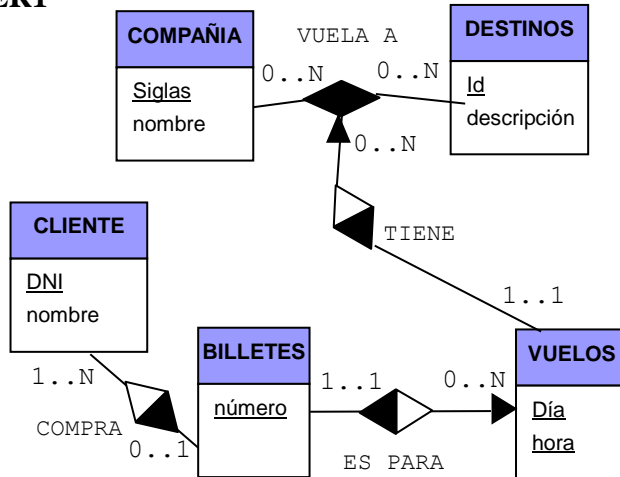 COMPAÑIA
Siglas
nombre
VUELA A
0..N
0..N
DESTINOS
Id
descripción
0..N
TIENE
1..1
CLIENTE
DNI
nombre
1..N
COMPRA
0..1
BILLETES
número
1..1
0..N
ES PARA
VUELOS
Día
hora